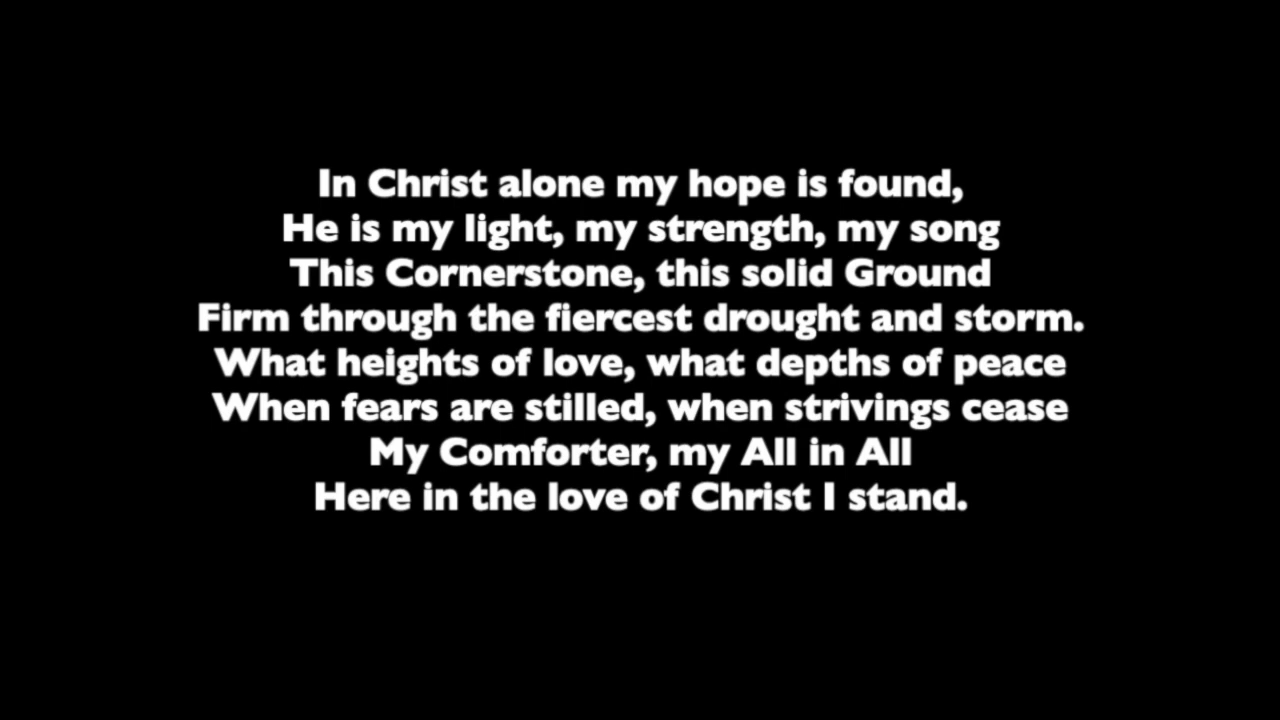 In Christ alone my hope is found,
He is my light, my strength, my song
This Cornerstone, this solid Ground
Firm through the fiercest drought and storm.
What heights of love, what depths of peace
When fears are stilled, when strivings cease
My Comforter, my All in All
Here in the love of Christ I stand.